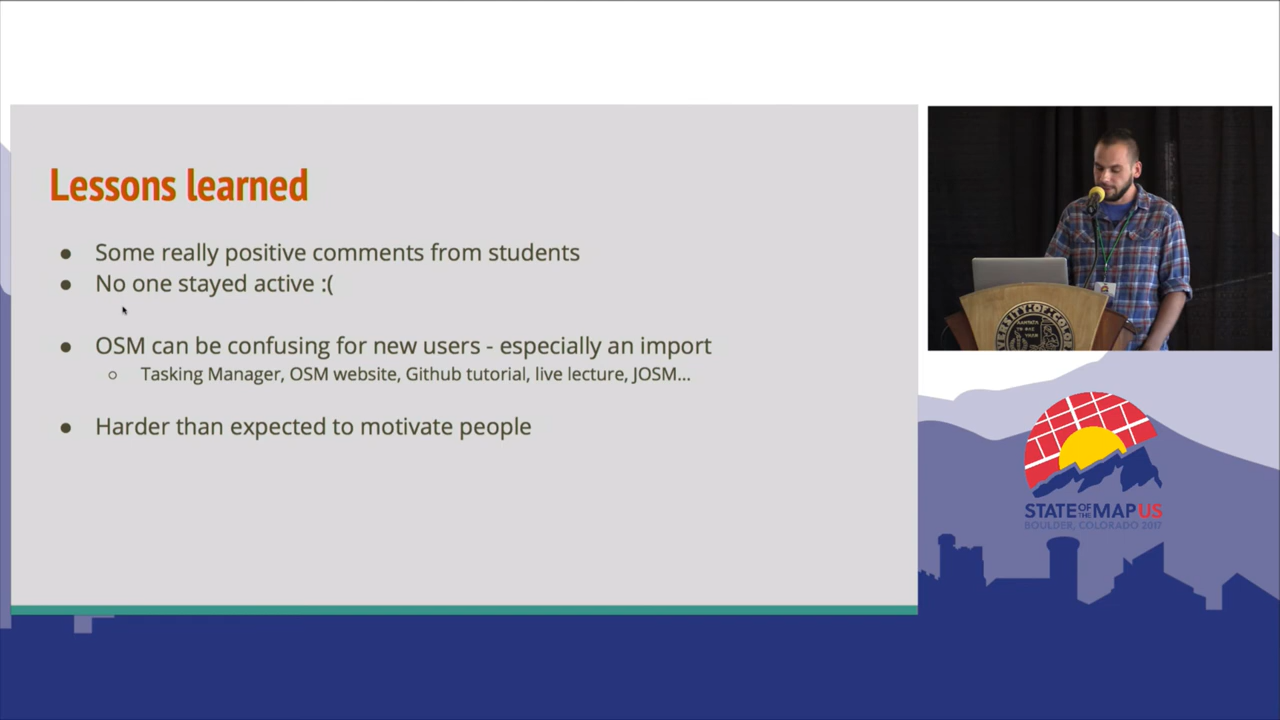 Lessons learned
● Some really positive comments from students
● No one stayed active :(
● OSM can be confusing for new users - especially an import
○ Tasking Manager, OSM website, Github tutorial, live lecture, JOSM...
● Harder than expected to motivate people
STATE OF THE MAP US
BOULDER, COLORADO 2017